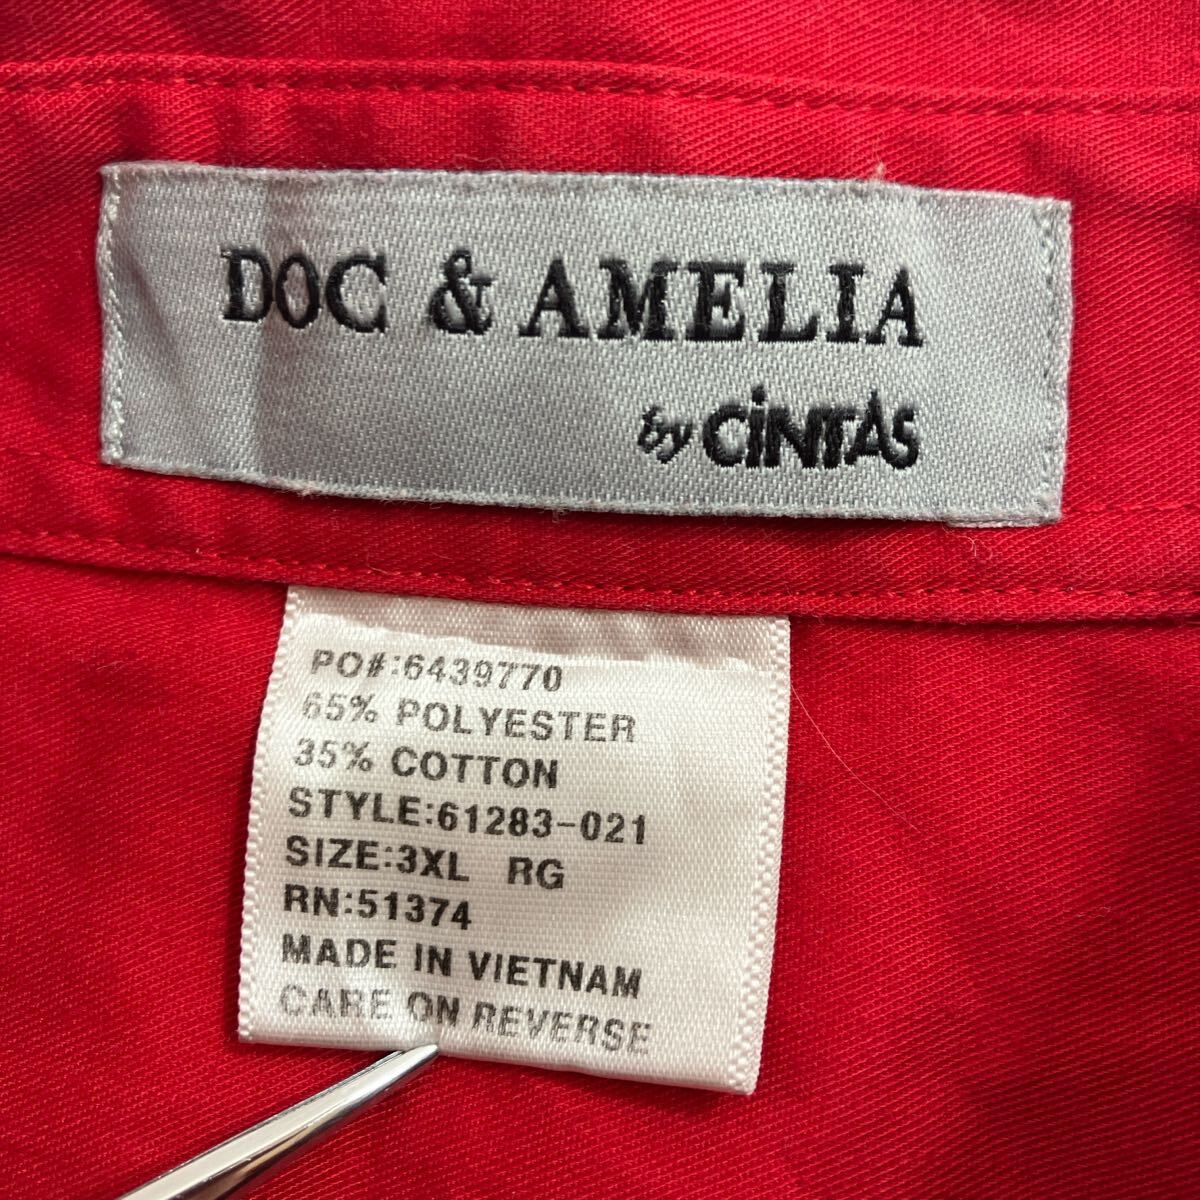 DOC & AMELIA
by CiNTAS
PO#:6439770
65% POLYESTER
35% COTTON
STYLE:61283-021
SIZE:3XL RG
RN:51374
MADE IN VIETNAM
CARE ON REVERSE